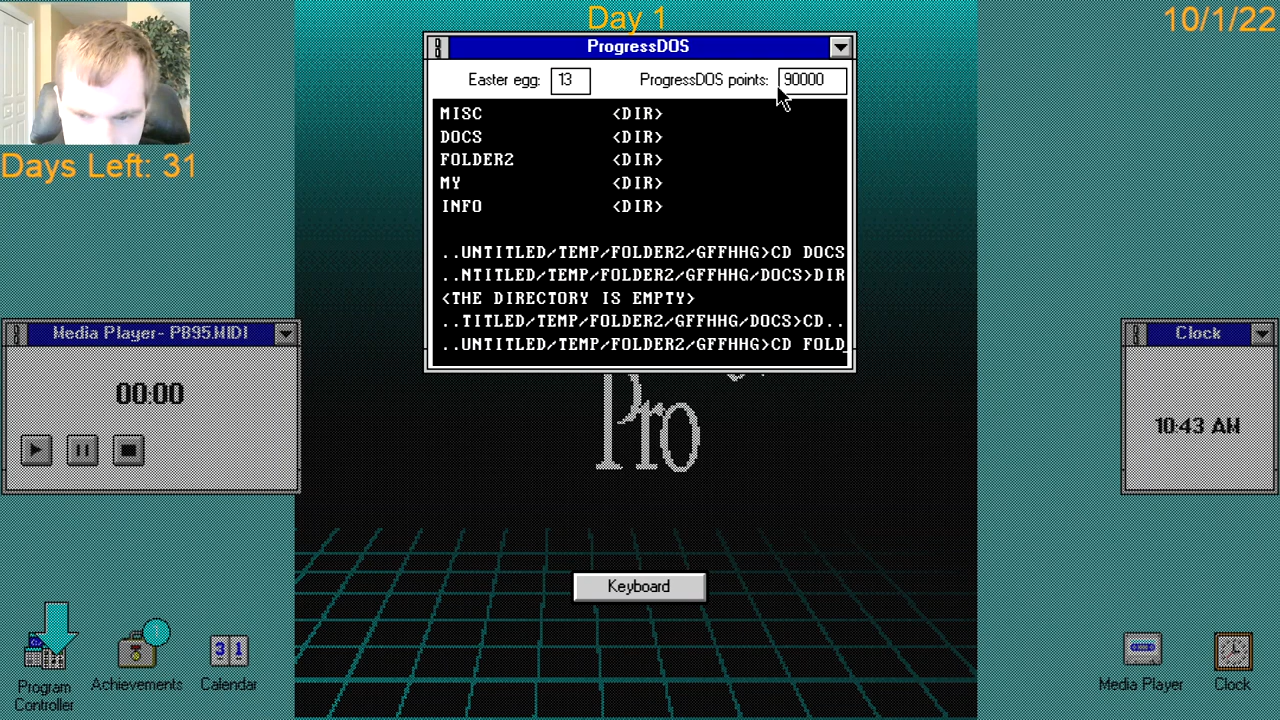 Day 1
10/1/22
Days Left: 31
ProgressDOS
Easter egg: 13 ProgressDOS points: 90000
MISC <DIR>
DOCS <DIR>
FOLDER2 <DIR>
MY <DIR>
INFO <DIR>
..UNTITLED/TEMP/FOLDER2/GFFHHG>CD DOCS
..NTITLED/TEMP/FOLDER2/GFFHHG/DOCS>DIR
<THE DIRECTORY IS EMPTY>
..TITLED/TEMP/FOLDER2/GFFHHG/DOCS>CD..
..UNTITLED/TEMP/FOLDER2/GFFHHG>CD FOLD_
Media Player- PB95.MIDI
00:00
Clock
10:43 AM
Pro
Keyboard
1
31
Program
Controller
Achievements
Calendar
Media Player
Clock